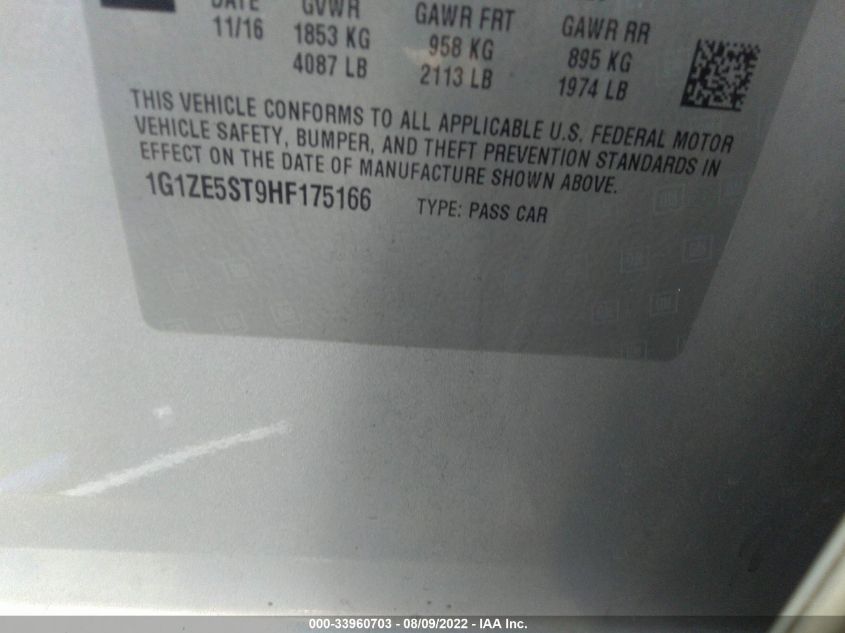 DATE GVWR GAWR FRT GAWR RR
11/16 1853 KG 958 KG 895 KG
4087 LB 2113 LB 1974 LB
THIS VEHICLE CONFORMS TO ALL APPLICABLE U.S. FEDERAL MOTOR
VEHICLE SAFETY, BUMPER, AND THEFT PREVENTION STANDARDS IN
EFFECT ON THE DATE OF MANUFACTURE SHOWN ABOVE.
1G1ZE5ST9HF175166 TYPE: PASS CAR
000-33960703 - 08/09/2022 - IAA Inc.